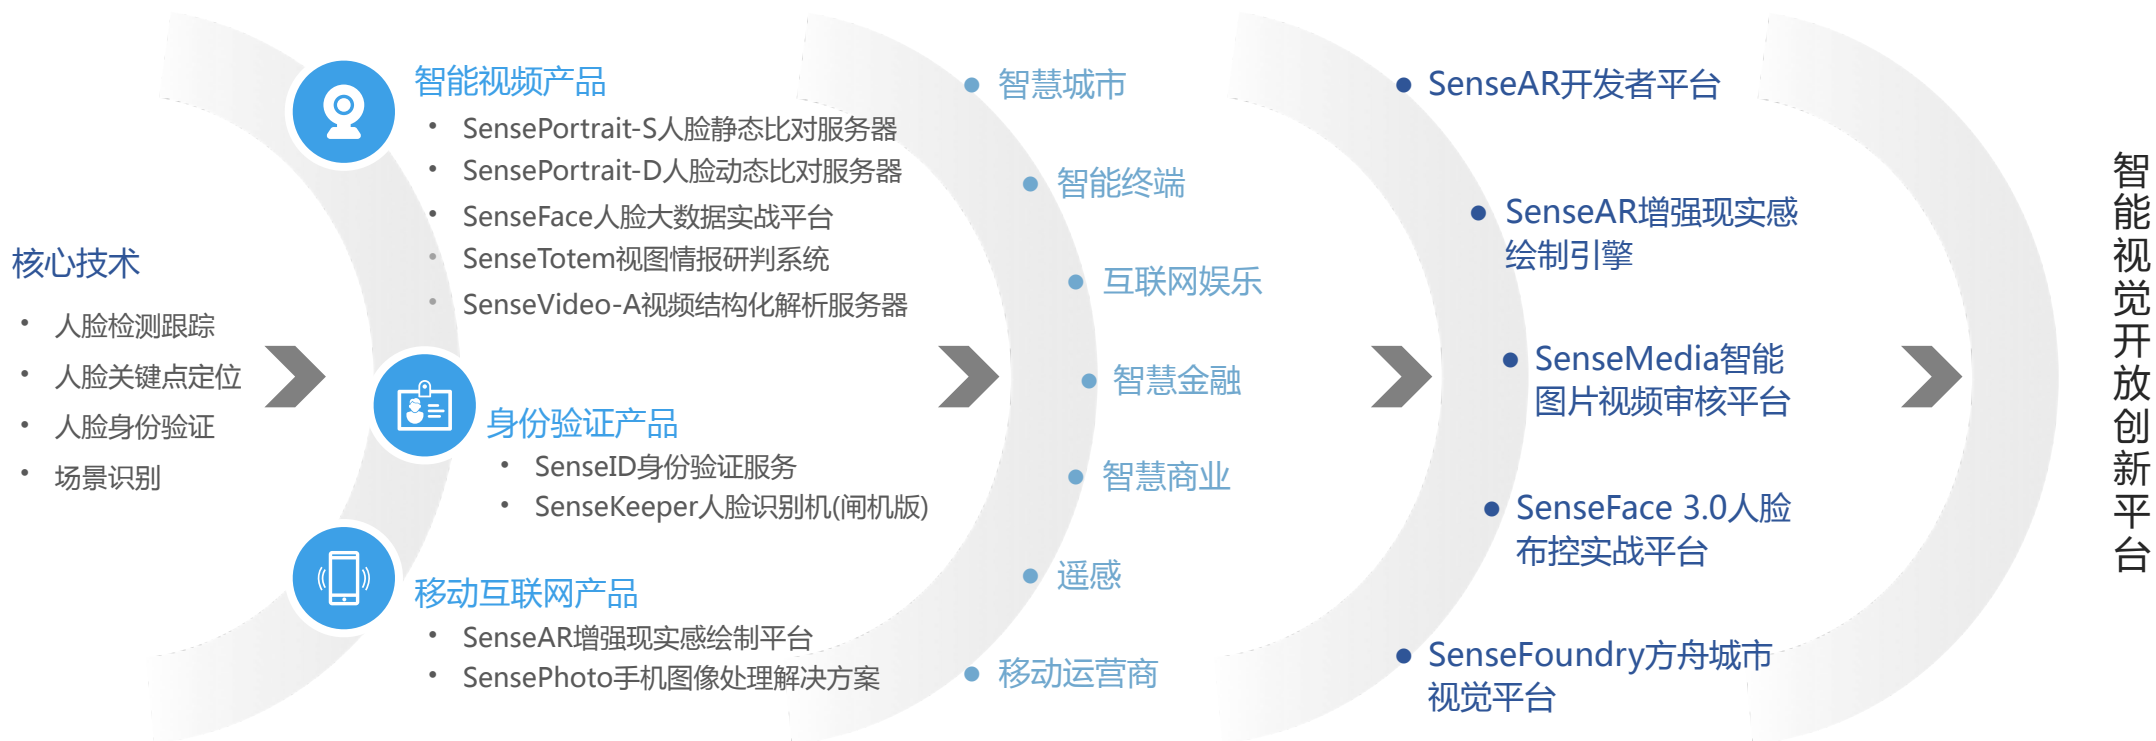 核心技术
人脸检测跟踪
人脸关键点定位
人脸身份验证
场景识别
智能视频产品
SensePortrait-S人脸静态比对服务器
SensePortrait-D人脸动态比对服务器
SenseFace人脸大数据实战平台
SenseTotem视图情报研判系统
SenseVideo-A视频结构化解析服务器
身份验证产品
SenseID身份验证服务
SenseKeeper人脸识别机(闸机版)
移动互联网产品
SenseAR增强现实感绘制平台
SensePhoto手机图像处理解决方案
智慧城市
智能终端
互联网娱乐
智慧金融
智慧商业
遥感
移动运营商
SenseAR开发者平台
SenseAR增强现实感
绘制引擎
SenseMedia智能
图片视频审核平台
SenseFace 3.0人脸
布控实战平台
SenseFoundry方舟城市
视觉平台
智能视觉开放创新平台